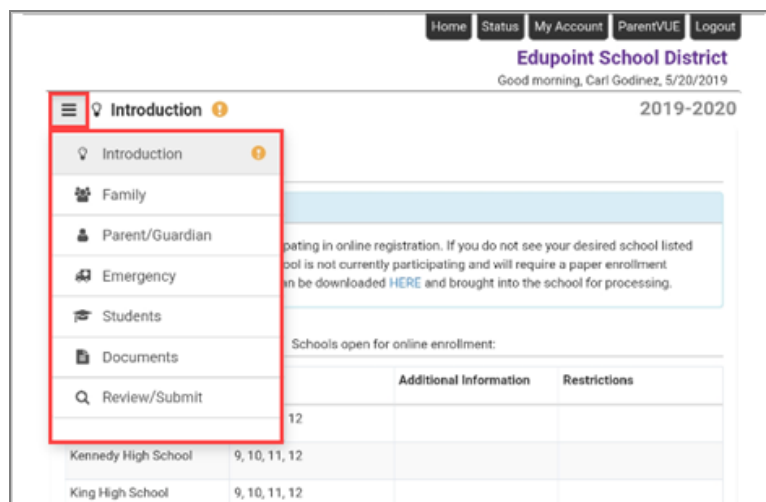 Home Status My Account ParentVUE Logout
Edupoint School District
Good morning, Carl Godinez, 5/20/2019
Introduction
2019-2020
Introduction
Family
Parent/Guardian
Emergency
Students
Documents
Review/Submit
pating in online registration. If you do not see your desired school listed
ool is not currently participating and will require a paper enrollment
an be downloaded HERE and brought into the school for processing.
Schools open for online enrollment:
Additional Information Restrictions
12
Kennedy High School 9, 10, 11, 12
King High School 9, 10, 11, 12